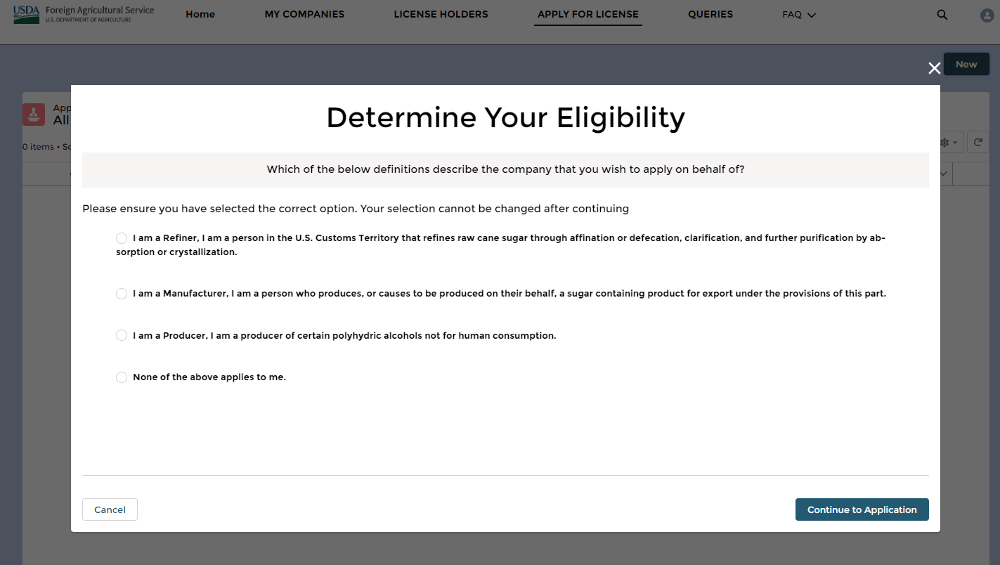 USDA Foreign Agricultural Service
U.S. DEPARTMENT OF AGRICULTURE
Home MY COMPANIES LICENSE HOLDERS APPLY FOR LICENSE QUERIES FAQ
New
App
All
0 items • So
Determine Your Eligibility
Which of the below definitions describe the company that you wish to apply on behalf of?
Please ensure you have selected the correct option. Your selection cannot be changed after continuing
I am a Refiner, I am a person in the U.S. Customs Territory that refines raw cane sugar through affination or defecation, clarification, and further purification by ab-
sorption or crystallization.
I am a Manufacturer, I am a person who produces, or causes to be produced on their behalf, a sugar containing product for export under the provisions of this part.
I am a Producer, I am a producer of certain polyhydric alcohols not for human consumption.
None of the above applies to me.
Cancel Continue to Application